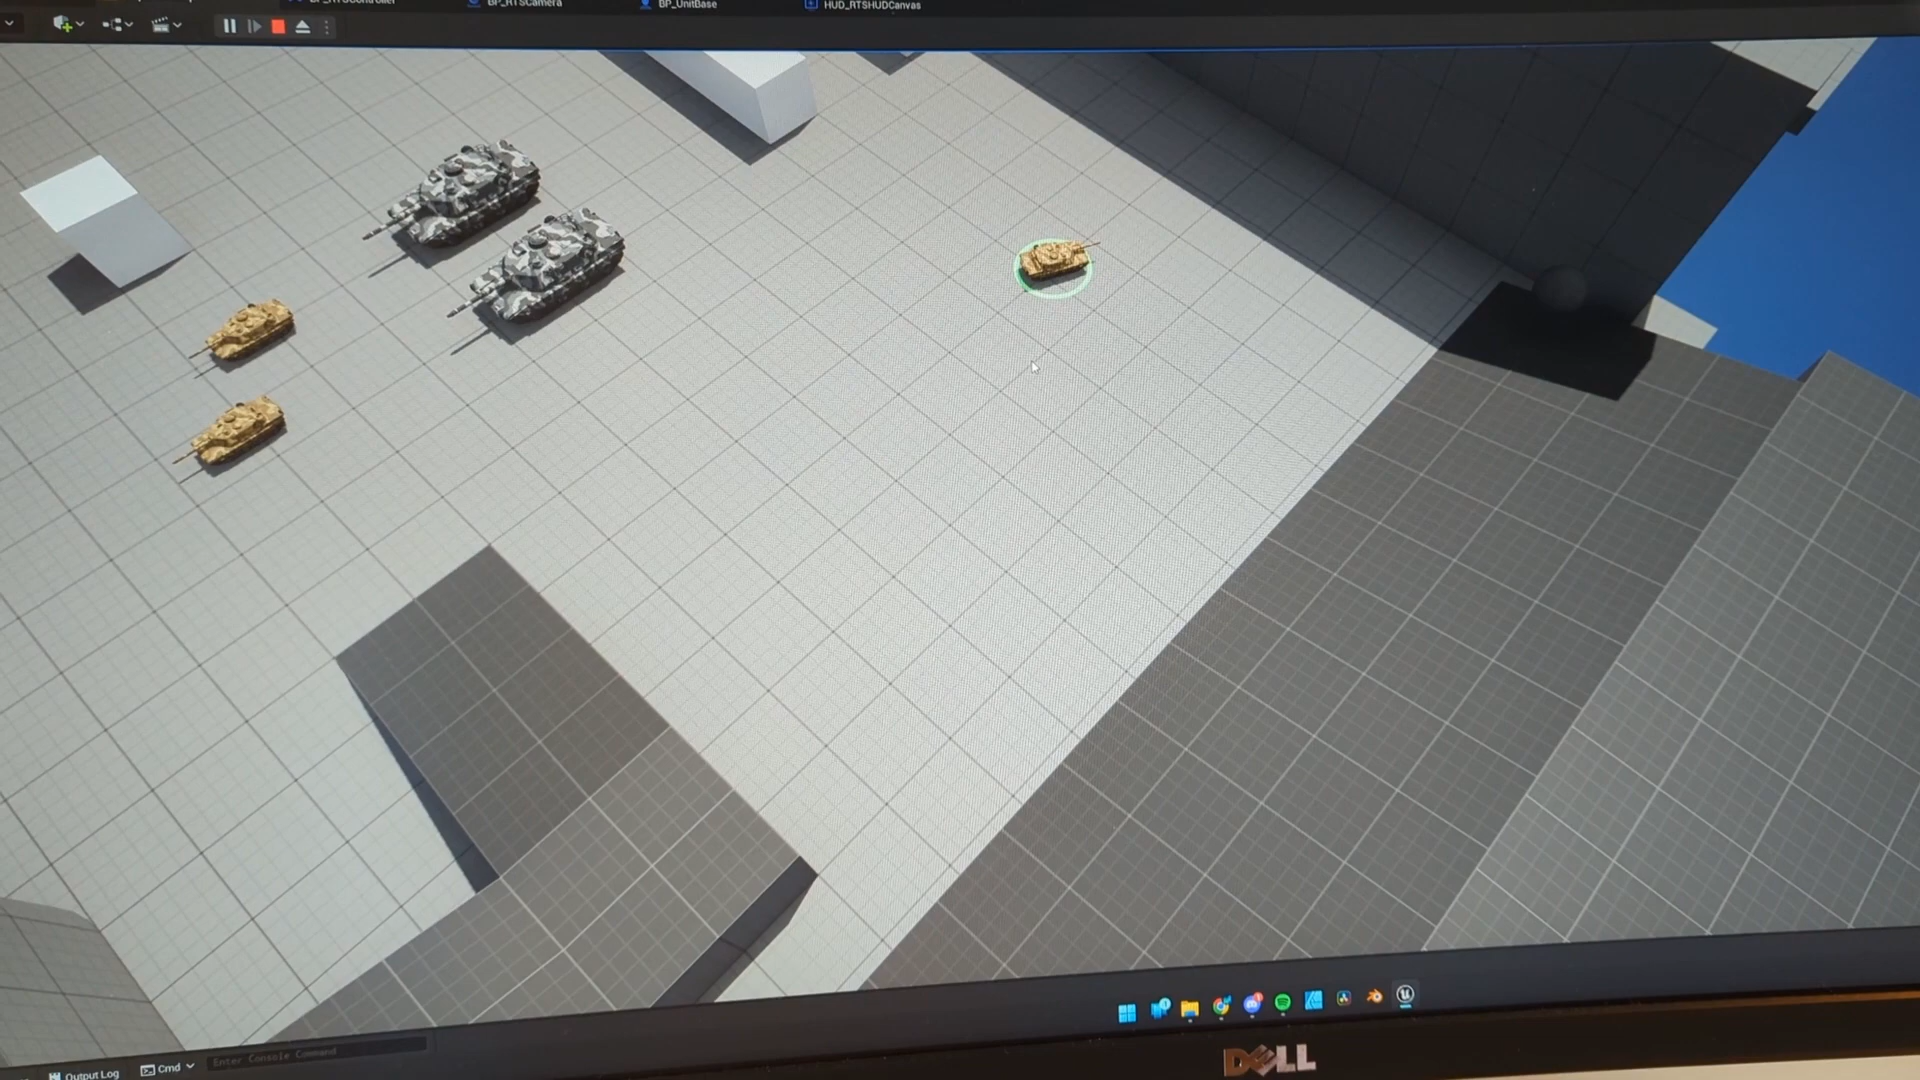 BP_RTSCamera
BP_UnitBase
HUD_RTSHUDCanvas
Output Log
Cmd
Enter Console Command
DELL